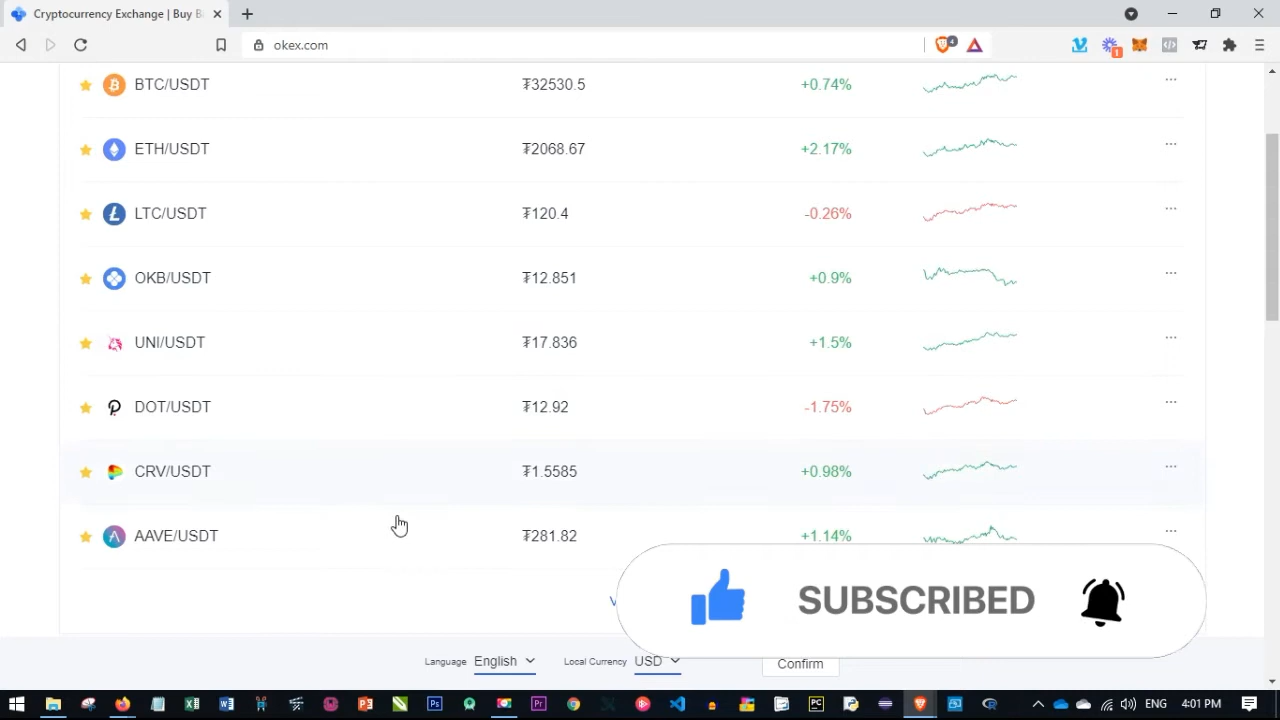 Cryptocurrency Exchange | Buy B
okex.com
4
1
BTC/USDT ₮32530.5 +0.74% ...
ETH/USDT ₮2068.67 +2.17% ...
LTC/USDT ₮120.4 -0.26% ...
OKB/USDT ₮12.851 +0.9% ...
UNI/USDT ₮17.836 +1.5% ...
DOT/USDT ₮12.92 -1.75% ...
CRV/USDT ₮1.5585 +0.98% ...
AAVE/USDT ₮281.82 +1.14% ...
SUBSCRIBED
Language English Local Currency USD Confirm
ENG 4:01 PM